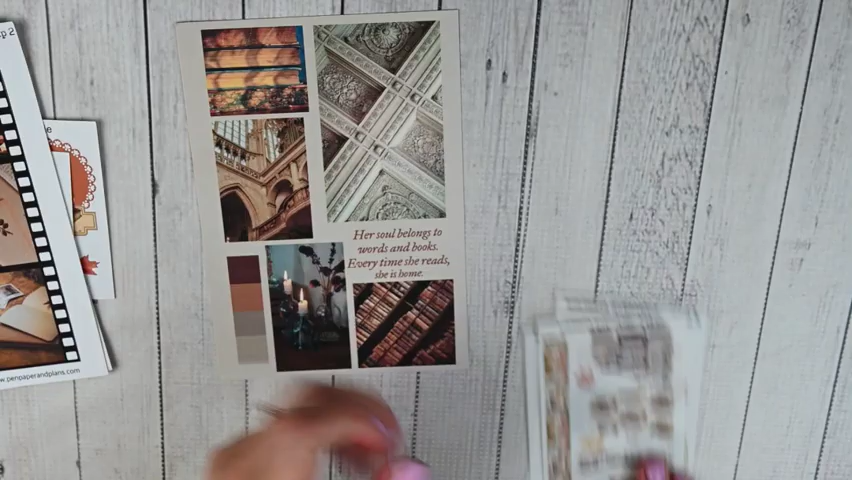 Her soul belongs to
words and books.
Every time she reads,
she is home.
www.penpaperandplans.com